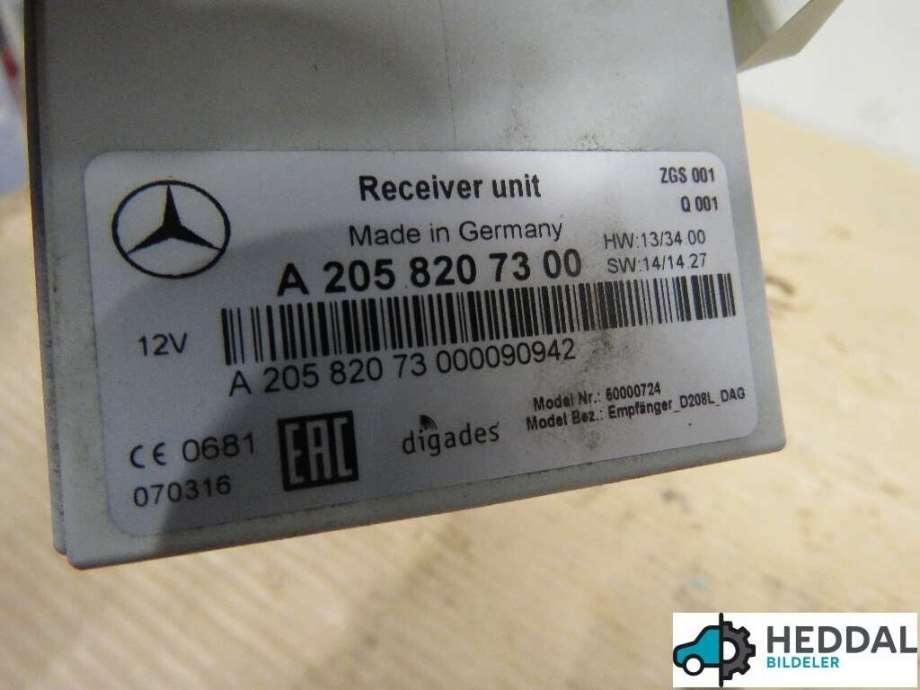 Receiver unit
ZGS 001
Q 001
Made in Germany
HW:13/34.00
A 205 820 73 00
SW:14/14.27
12V
A 205 820 73 000090942
Model Nr.: 60000724
Model Bez.: Empfänger_D208L_DAG
CE 0681
EAC
digades
070316
HEDDAL
BILDELER